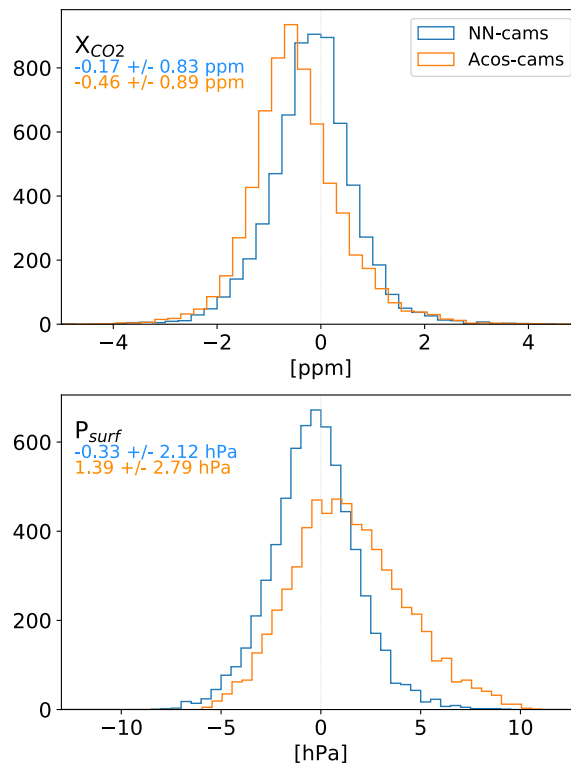 X_CO2
-0.17 +/- 0.83 ppm
-0.46 +/- 0.89 ppm
NN-cams
Acos-cams
800
600
400
200
0
−4 −2 0 2 4
[ppm]
P_surf
-0.33 +/- 2.12 hPa
1.39 +/- 2.79 hPa
600
400
200
0
−10 −5 0 5 10
[hPa]